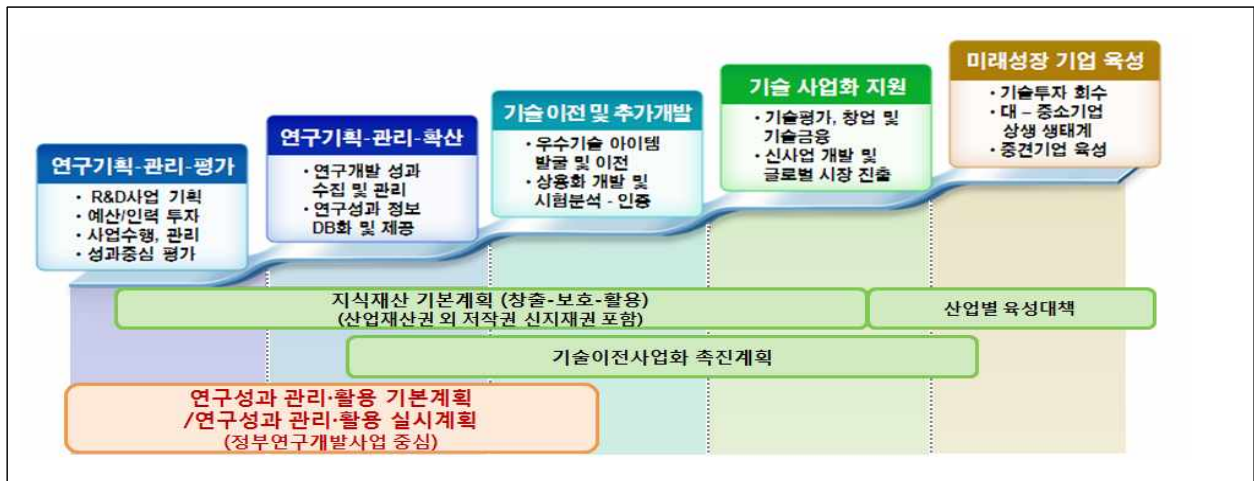 연구기획-관리-평가
• R&D사업 기획
• 예산/인력 투자
• 사업수행, 관리
• 성과중심 평가
연구기획-관리-확산
• 연구개발 성과
수집 및 관리
• 연구성과 정보
DB화 및 제공
기술 이전 및 추가개발
• 우수기술 아이템
발굴 및 이전
• 상용화 개발 및
시험분석 - 인증
기술 사업화 지원
• 기술평가, 창업 및
기술금융
• 신사업 개발 및
글로벌 시장 진출
미래성장 기업 육성
• 기술투자 회수
• 대 – 중소기업
상생 생태계
• 중견기업 육성
지식재산 기본계획 (창출-보호-활용)
(산업재산권 외 저작권 신지재권 포함)
산업별 육성대책
기술이전사업화 촉진계획
연구성과 관리·활용 기본계획
/연구성과 관리·활용 실시계획
(정부연구개발사업 중심)